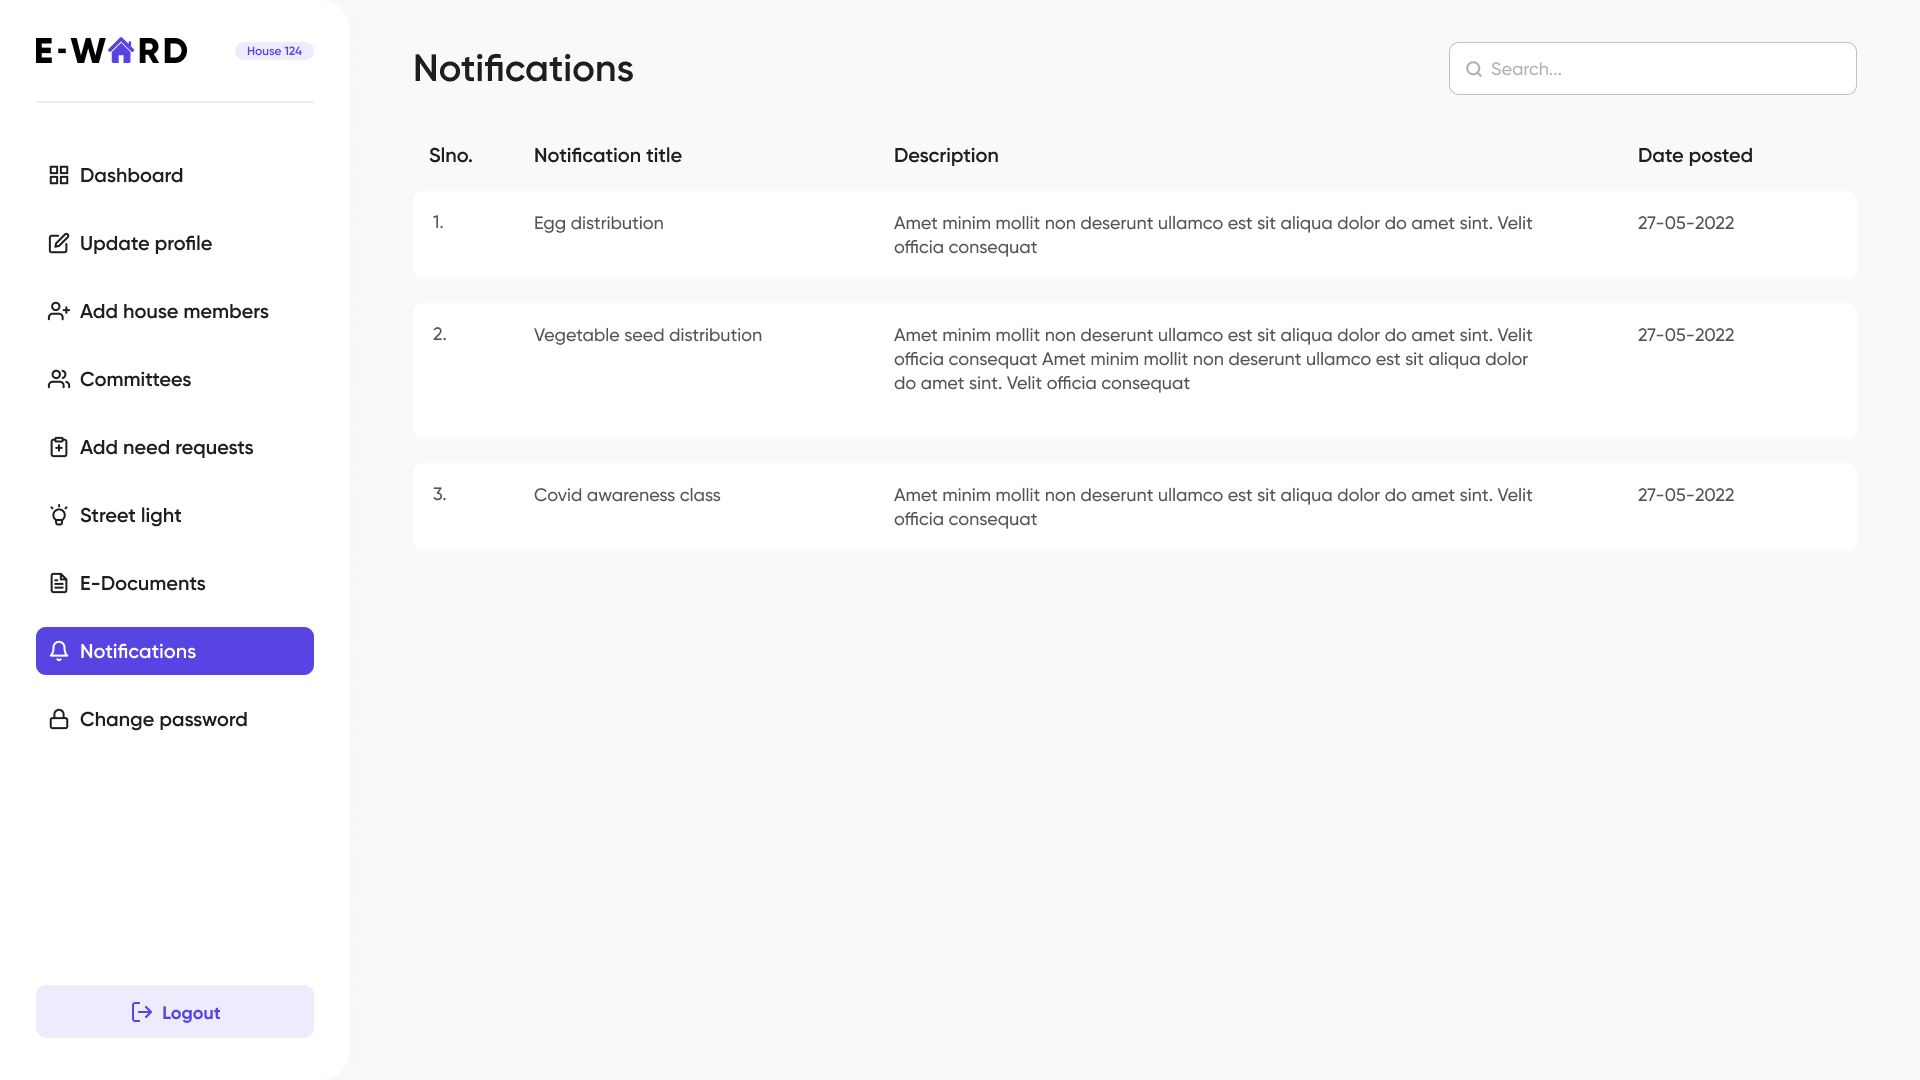 E-WARD
House 124
Dashboard
Update profile
Add house members
Committees
Add need requests
Street light
E-Documents
Notifications
Change password
Logout
Notifications
Search...
Slno. Notification title Description Date posted
1. Egg distribution Amet minim mollit non deserunt ullamco est sit aliqua dolor do amet sint. Velit 27-05-2022
officia consequat
2. Vegetable seed distribution Amet minim mollit non deserunt ullamco est sit aliqua dolor do amet sint. Velit 27-05-2022
officia consequat Amet minim mollit non deserunt ullamco est sit aliqua dolor
do amet sint. Velit officia consequat
3. Covid awareness class Amet minim mollit non deserunt ullamco est sit aliqua dolor do amet sint. Velit 27-05-2022
officia consequat